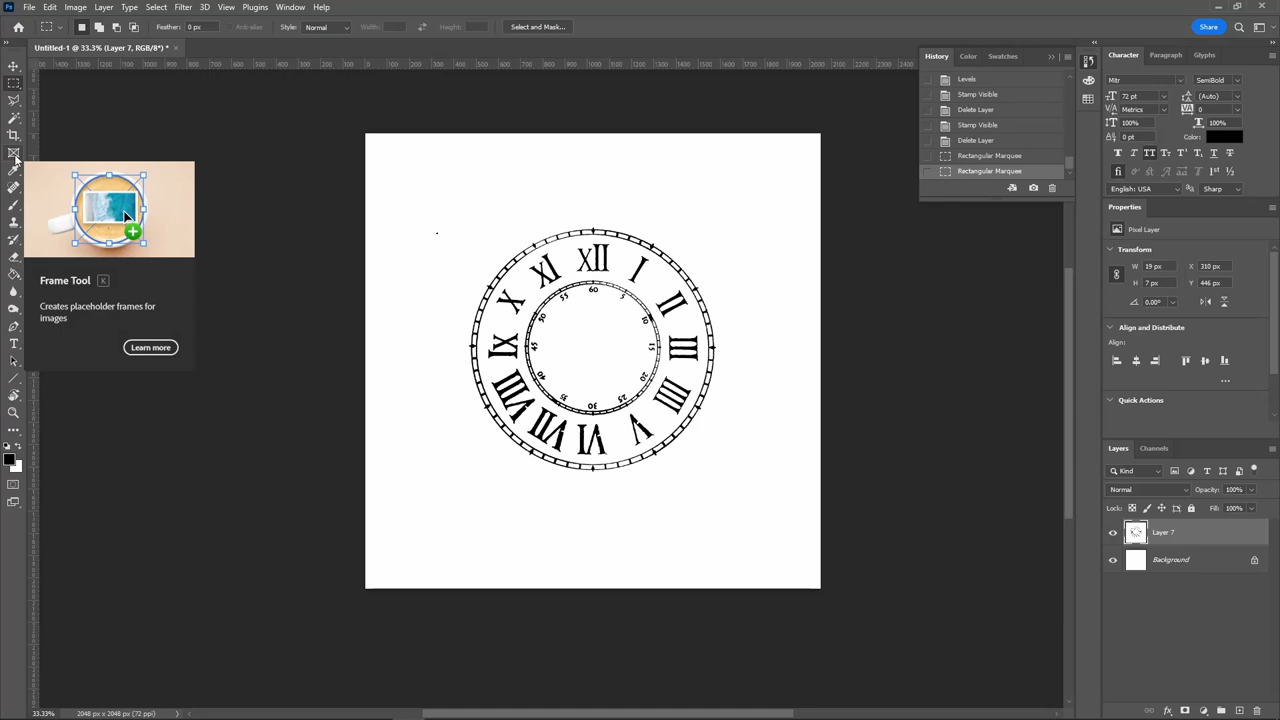 Ps File Edit Image Layer Type Select Filter 3D View Plugins Window Help
Feather: 0 px Anti-alias Style: Normal Width: Height: Select and Mask... Share
Untitled-1 @ 33.3% (Layer 7, RGB/8*) * ×
History Color Swatches
Levels
Stamp Visible
Delete Layer
Stamp Visible
Delete Layer
Rectangular Marquee
Rectangular Marquee
Character Paragraph Glyphs
Mitr SemiBold
72 pt (Auto)
Metrics 0
100% 100%
0 pt Color:
English: USA Sharp
Properties
Pixel Layer
Transform
W 19 px X 310 px
H 7 px Y 446 px
0.00°
Align and Distribute
Align:
Quick Actions
Layers Channels
Kind
Normal Opacity: 100%
Lock: Fill: 100%
Layer 7
Background
Frame Tool K
Creates placeholder frames for
images
Learn more
XII I II III IIII V VI VII VIII IX X XI
60 5 10 15 20 25 30 35 40 45 50 55
33.33% 2048 px x 2048 px (72 ppi)